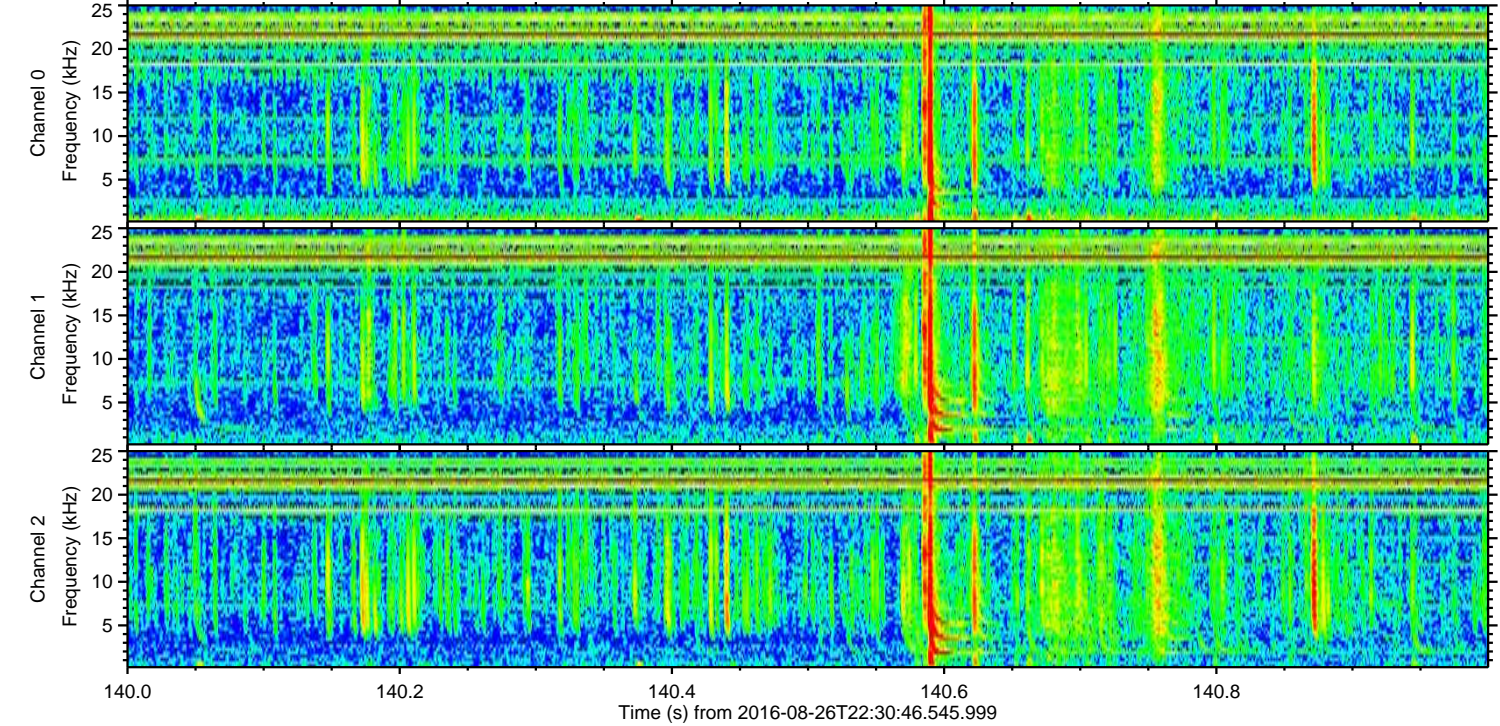 Channel 0
Frequency (kHz)
25
20
15
10
5
Channel 1
Frequency (kHz)
25
20
15
10
5
Channel 2
Frequency (kHz)
25
20
15
10
5
140.0 140.2 140.4 140.6 140.8
Time (s) from 2016-08-26T22:30:46.545.999